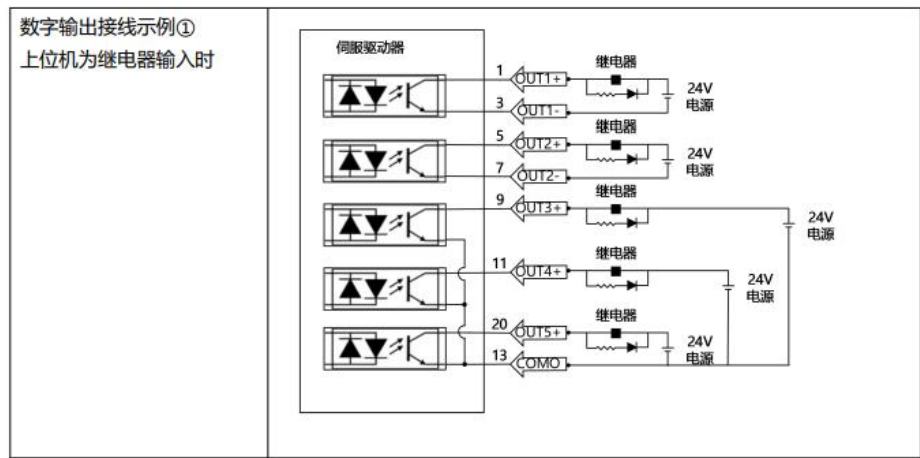 数字输出接线示例①
上位机为继电器输入时
伺服驱动器
继电器
1
OUT1+
24V
电源
3
OUT1-
继电器
5
OUT2+
24V
电源
7
OUT2-
继电器
9
OUT3+
24V
电源
继电器
11
OUT4+
24V
电源
继电器
20
OUT5+
24V
电源
13
COMO